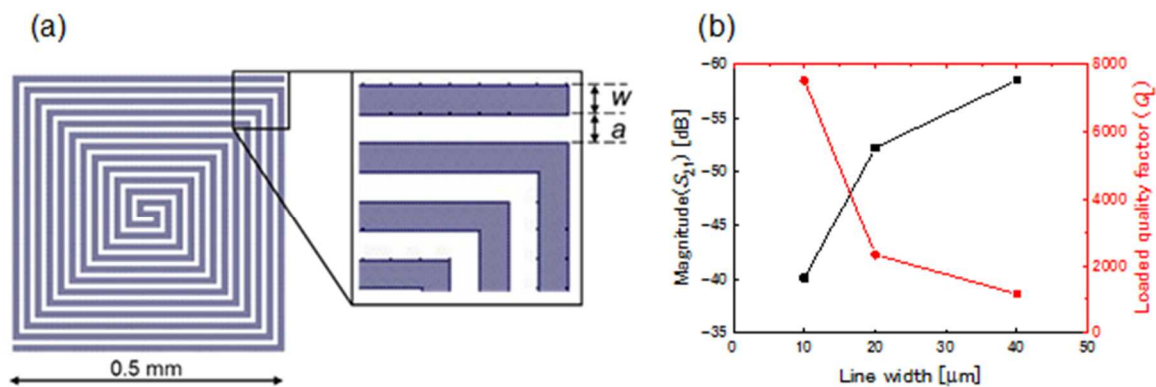 (a)
w
a
0.5 mm
(b)
Magnitude(S21) [dB]
−60
−55
−50
−45
−40
−35
0
10
20
30
40
50
Line width [μm]
8000
6000
4000
2000
0
Loaded quality factor (QL)